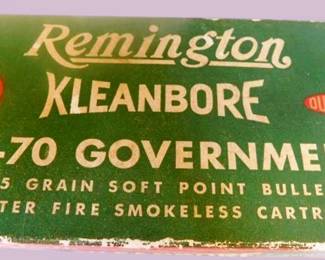 Remington
KLEANBORE
-70 GOVERNME
5 GRAIN SOFT POINT BULLE
TER FIRE SMOKELESS CARTR